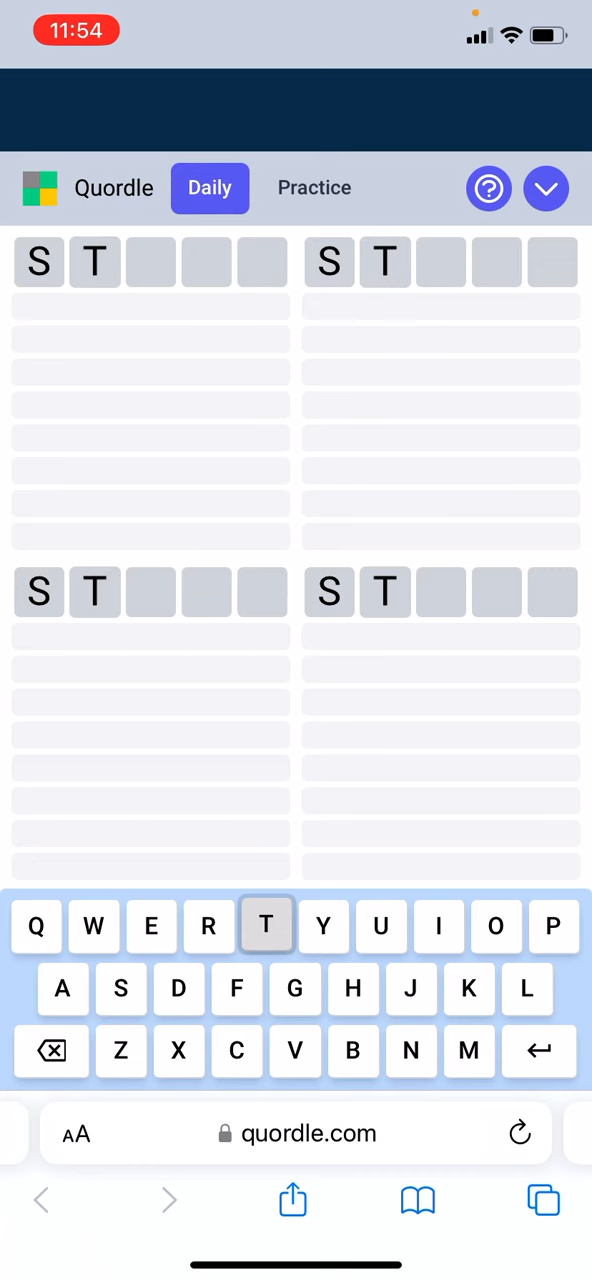 11:54
Quordle Daily Practice
S T S T
S T S T
Q W E R T Y U I O P
A S D F G H J K L
Z X C V B N M
AA quordle.com